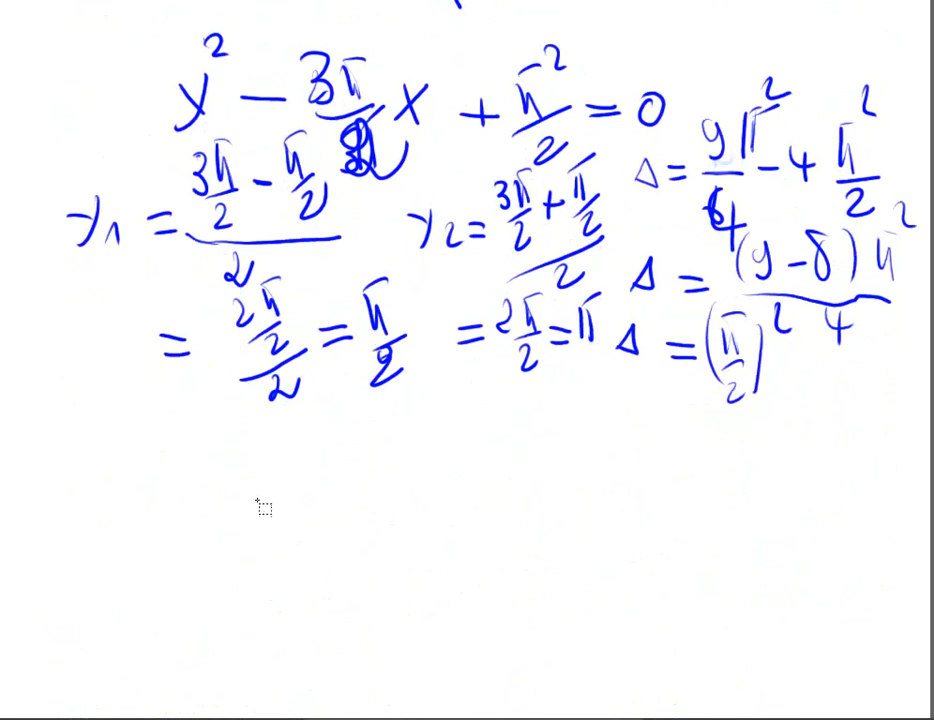 y² − 3π/2 x + π²/2 = 0
Δ = 9π²/4 − 4 π²/2
y₁ = (3π/2 − π/2)/2
y₂ = (3π/2 + π/2)/2
Δ = (9−8)π²/4
= (2π/2)/2 = π/2
= 2π/2 = π
Δ = (π/2)²